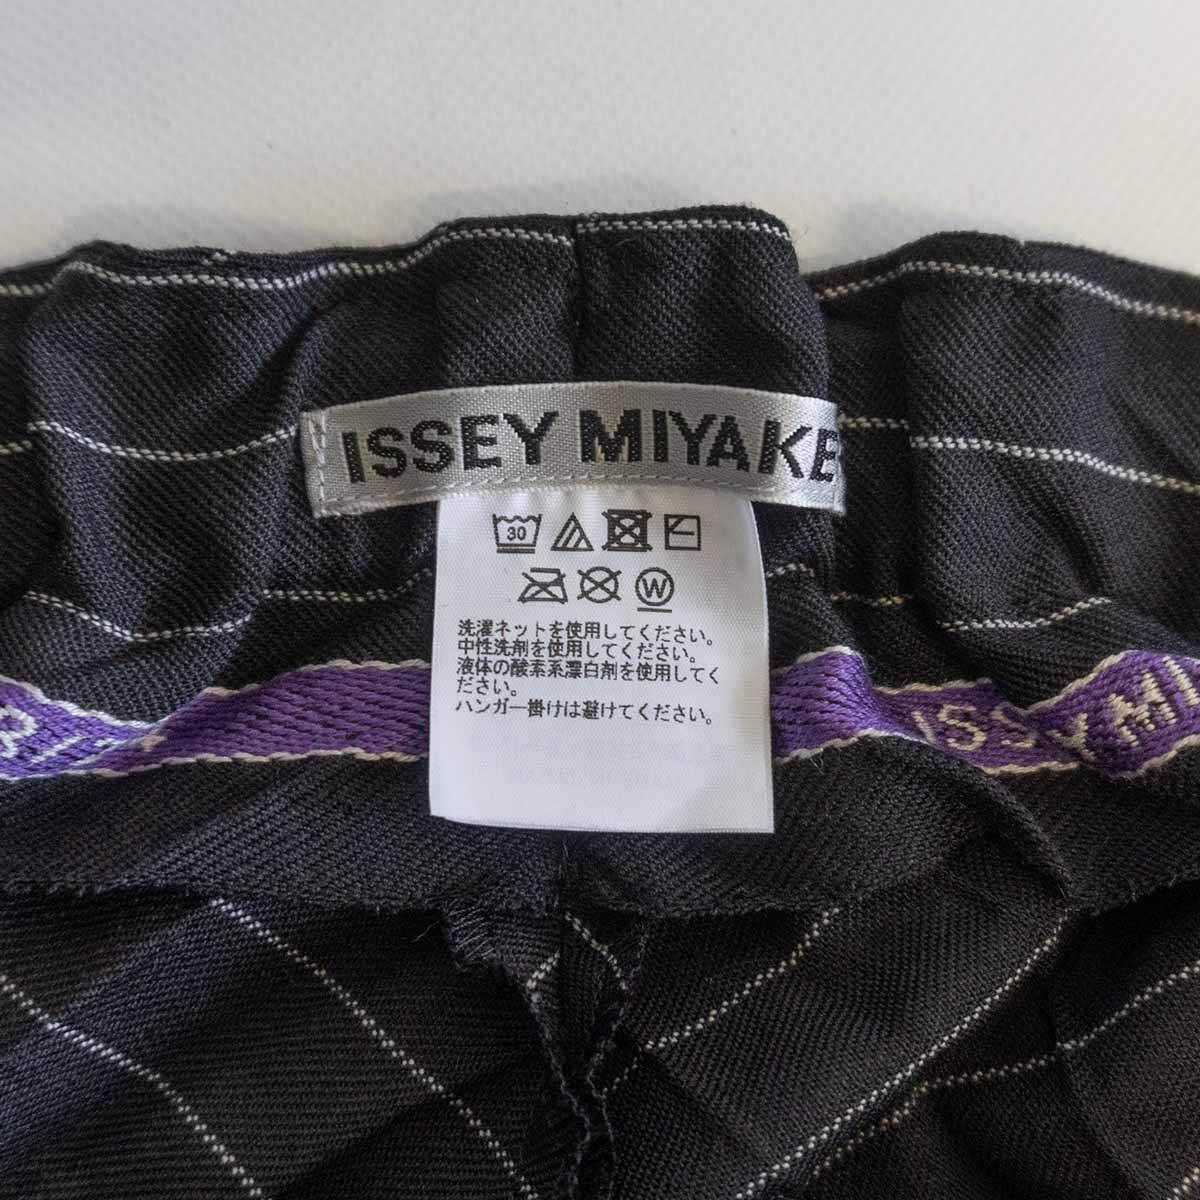 ISSEY MIYAKE
30
W
洗濯ネットを使用してください。
中性洗剤を使用してください。
液体の酸素系漂白剤を使用してく
ださい。
ハンガー掛けは避けてください。
ISSEY MI